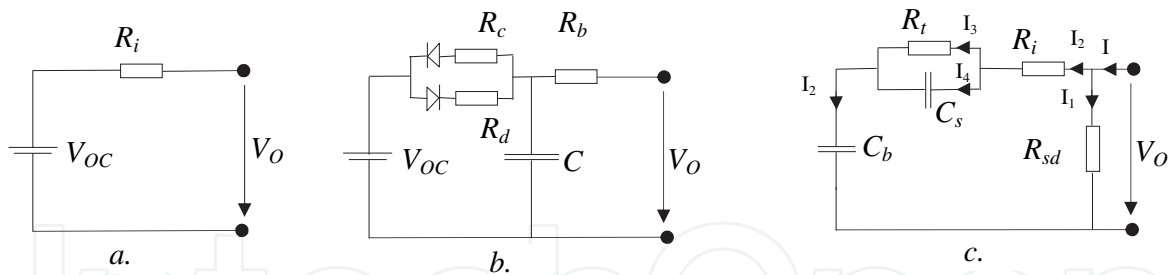 R_i
V_OC
V_O
a.
R_c
R_b
R_d
V_OC
C
V_O
b.
R_t
I_3
R_i
I_2
I
I_4
I_2
C_s
I_1
C_b
R_sd
V_O
c.